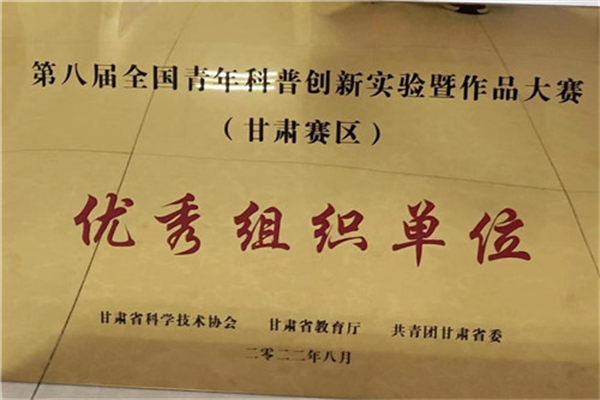 第八届全国青年科普创新实验暨作品大赛
（甘肃赛区）
优秀组织单位
甘肃省科学技术协会 甘肃省教育厅 共青团甘肃省委
二零二二年八月